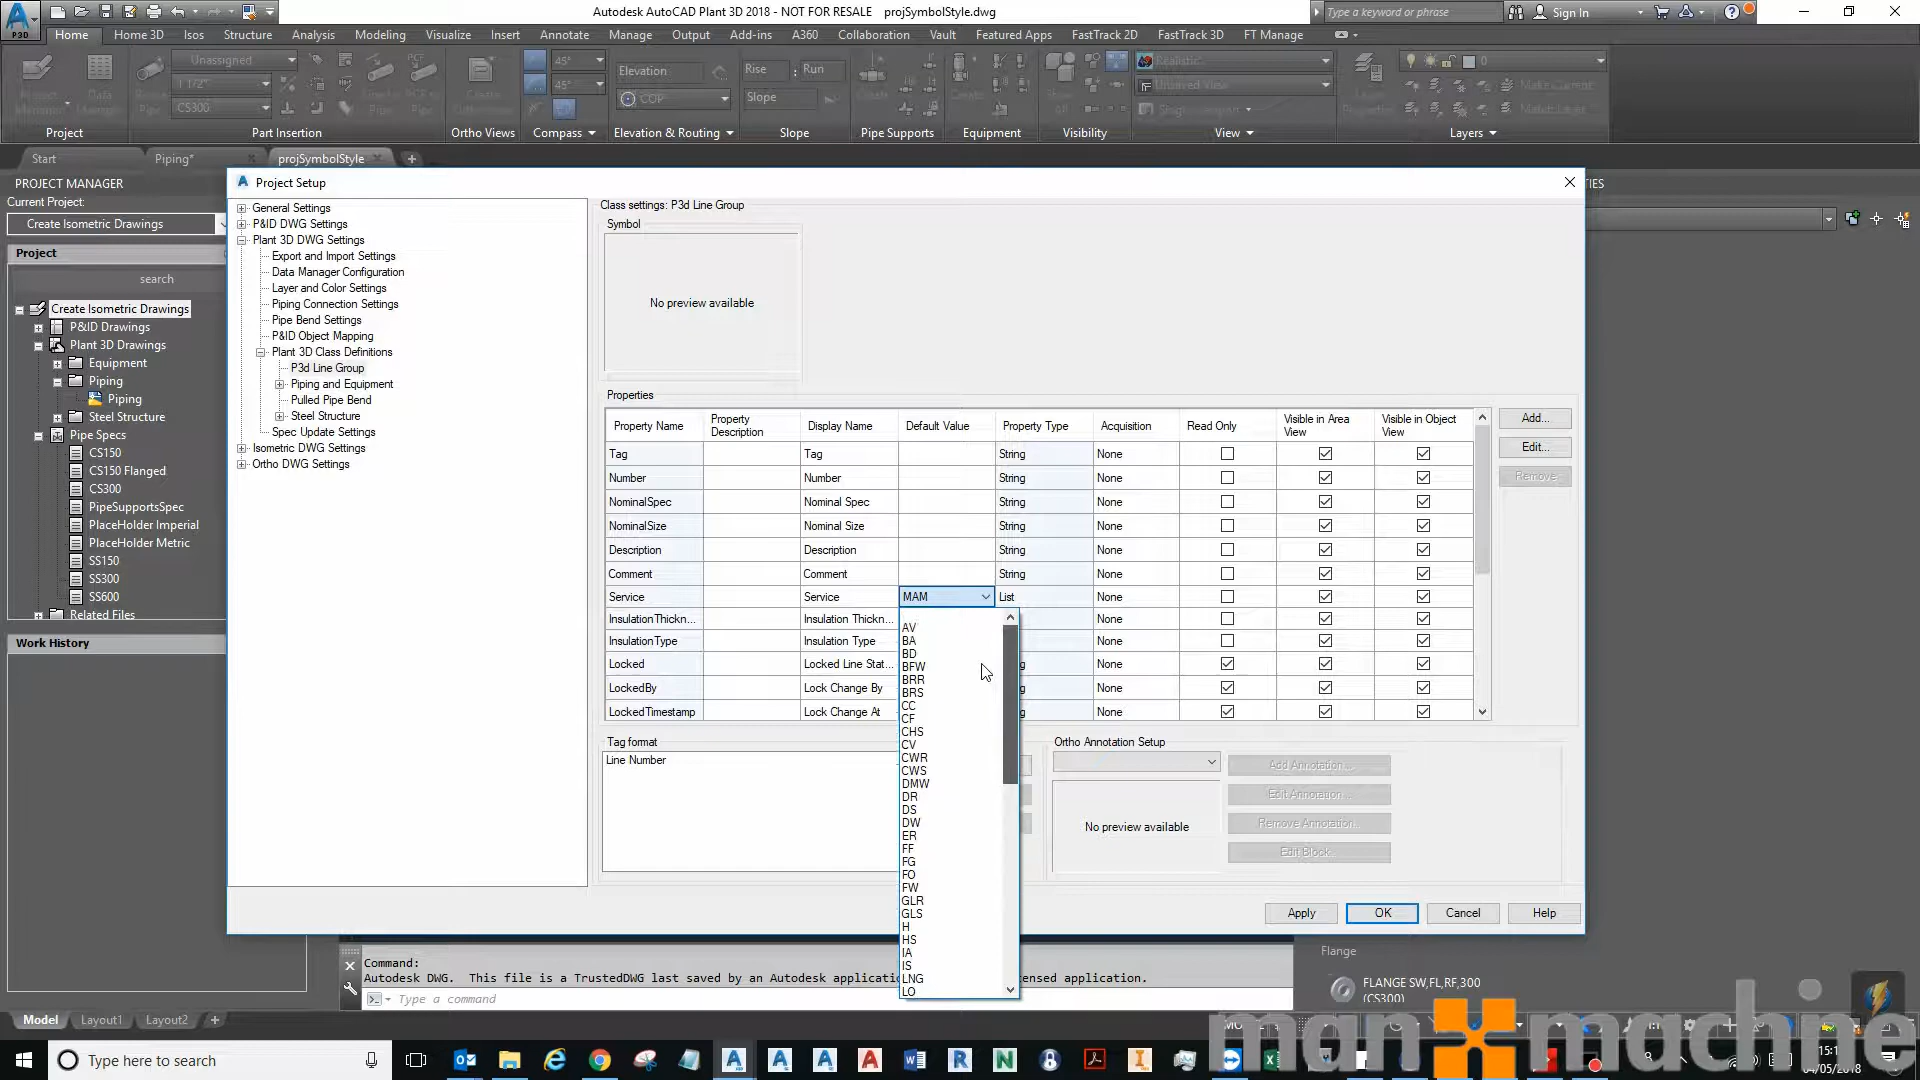 Autodesk AutoCAD Plant 3D 2018 - NOT FOR RESALE projSymbolStyle.dwg
Type a keyword or phrase
Sign In
P3D
Home Home 3D Isos Structure Analysis Modeling Visualize Insert Annotate Manage Output Add-ins A360 Collaboration Vault Featured Apps FastTrack 2D FastTrack 3D FT Manage
Unassigned
1 1/2"
CS300
45°
45°
Elevation
COP
Rise : Run
Slope
Realistic
Unsaved View
0
Project Part Insertion Ortho Views Compass Elevation & Routing Slope Pipe Supports Equipment Visibility View Layers
Start Piping* projSymbolStyle
PROJECT MANAGER
Current Project:
Create Isometric Drawings
Project
search
Create Isometric Drawings
P&ID Drawings
Plant 3D Drawings
Equipment
Piping
Piping
Steel Structure
Pipe Specs
CS150
CS150 Flanged
CS300
PipeSupportsSpec
PlaceHolder Imperial
PlaceHolder Metric
SS150
SS300
SS600
Related Files
Work History
Project Setup
General Settings
P&ID DWG Settings
Plant 3D DWG Settings
Export and Import Settings
Data Manager Configuration
Layer and Color Settings
Piping Connection Settings
Pipe Bend Settings
P&ID Object Mapping
Plant 3D Class Definitions
P3d Line Group
Piping and Equipment
Pulled Pipe Bend
Steel Structure
Spec Update Settings
Isometric DWG Settings
Ortho DWG Settings
Class settings: P3d Line Group
Symbol
No preview available
Properties
Property Name Property Description Display Name Default Value Property Type Acquisition Read Only Visible in Area View Visible in Object View
Tag Tag String None
Number Number String None
NominalSpec Nominal Spec String None
NominalSize Nominal Size String None
Description Description String None
Comment Comment String None
Service Service MAM List None
InsulationThickn... Insulation Thickn... None
InsulationType Insulation Type None
Locked Locked Line Stat... None
LockedBy Lock Change By None
LockedTimestamp Lock Change At None
Add...
Edit...
Remove
AV
BA
BD
BFW
BRR
BRS
CC
CF
CHS
CV
CWR
CWS
DMW
DR
DS
DW
ER
FF
FG
FO
FW
GLR
GLS
H
HS
IA
IS
LNG
LO
Tag format
Line Number
Ortho Annotation Setup
No preview available
Add Annotation...
Edit Annotation...
Remove Annotation...
Edit Block...
Apply OK Cancel Help
Command:
Autodesk DWG. This file is a TrustedDWG last saved by an Autodesk
Type a command
Flange
FLANGE SW,FL,RF,300
(CS300)
Model Layout1 Layout2
man machine
Type here to search
04/05/2018